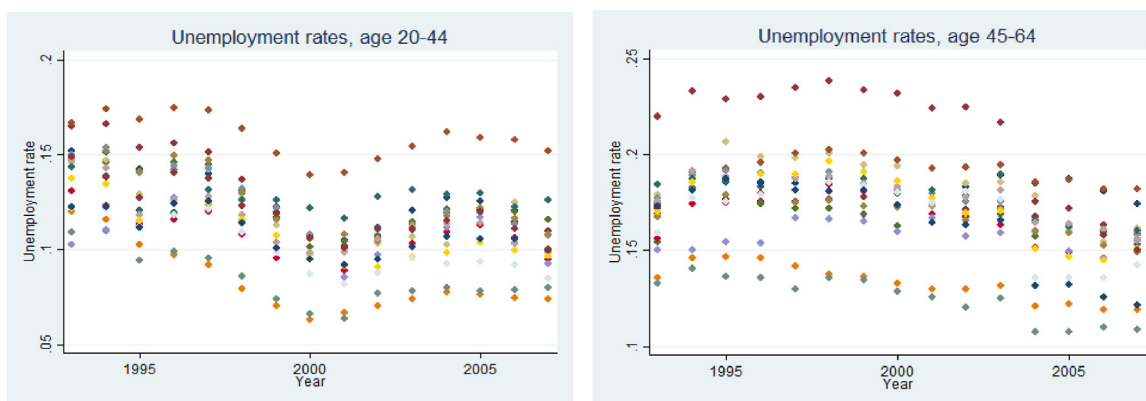 Unemployment rates, age 20-44
Unemployment rate
.2
.15
.1
.05
1995
2000
2005
Year
Unemployment rates, age 45-64
Unemployment rate
.25
.2
.15
.1
1995
2000
2005
Year